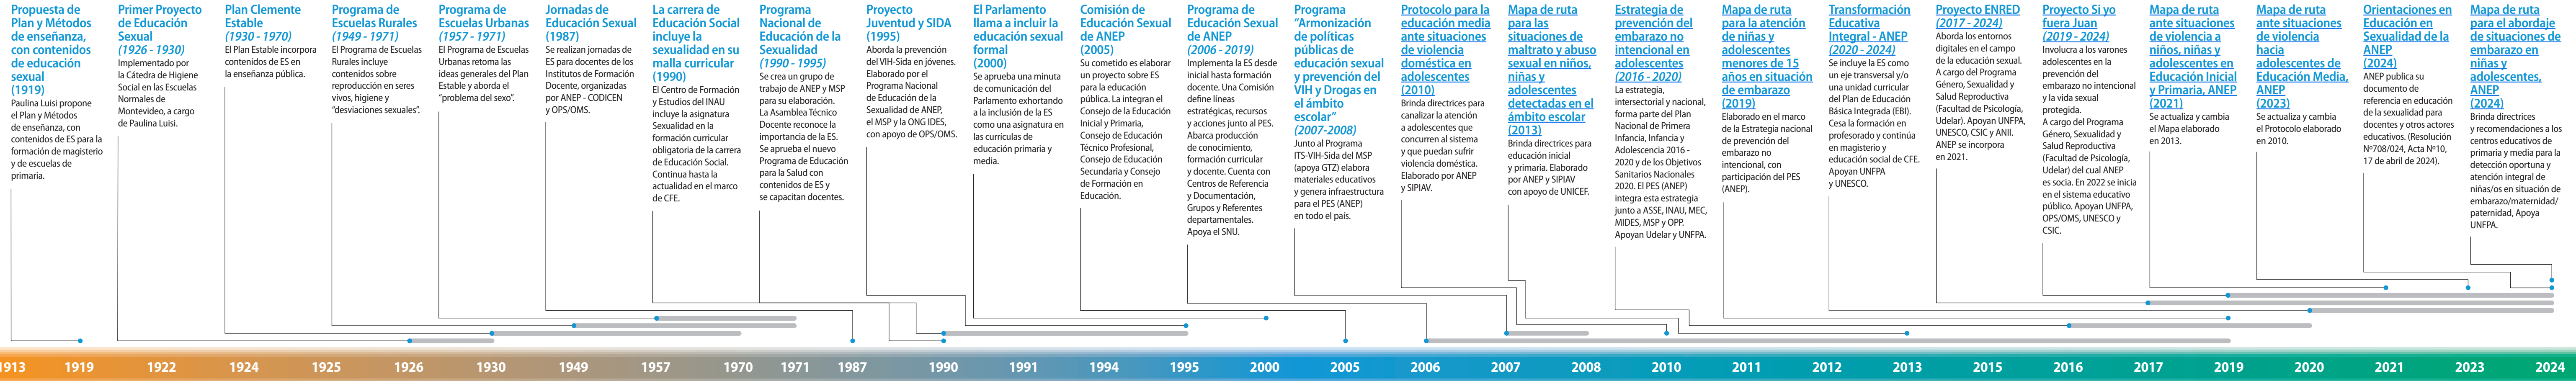 Propuesta de
Plan y Métodos
de enseñanza,
con contenidos
de educación
sexual
(1919)
Paulina Luisi propone
el Plan y Métodos
de enseñanza, con
contenidos de ES para la
formación de magisterio
y de escuelas de
primaria.
Primer Proyecto
de Educación
Sexual
(1926 - 1930)
Implementado por
la Cátedra de Higiene
Social en las Escuelas
Normales de
Montevideo, a cargo
de Paulina Luisi.
Plan Clemente
Estable
(1930 - 1970)
El Plan Estable incorpora
contenidos de ES en
la enseñanza pública.
Programa de
Escuelas Rurales
(1949 - 1971)
El Programa de Escuelas
Rurales incluye
contenidos sobre
reproducción en seres
vivos, higiene y
“desviaciones sexuales”.
Programa de
Escuelas Urbanas
(1957 - 1971)
El Programa de Escuelas
Urbanas retoma las
ideas generales del Plan
Estable y aborda el
“problema del sexo”.
Jornadas de
Educación Sexual
(1987)
Se realizan jornadas de
ES para docentes de los
Institutos de Formación
Docente, organizadas
por ANEP - CODICEN
y OPS/OMS.
La carrera de
Educación Social
incluye la
sexualidad en su
malla curricular
(1990)
El Centro de Formación
y Estudios del INAU
incluye la asignatura
Sexualidad en la
formación curricular
obligatoria de la carrera
de Educación Social.
Continua hasta la
actualidad en el marco
de CFE.
Programa
Nacional de
Educación de la
Sexualidad
(1990 - 1995)
Se crea un grupo de
trabajo de ANEP y MSP
para su elaboración.
La Asamblea Técnico
Docente reconoce la
importancia de la ES.
Se aprueba el nuevo
Programa de Educación
para la Salud con
contenidos de ES y
se capacitan docentes.
Proyecto
Juventud y SIDA
(1995)
Aborda la prevención
del VIH-Sida en jóvenes.
Elaborado por el
Programa Nacional
de Educación de la
Sexualidad de ANEP,
el MSP y la ONG IDES,
con apoyo de OPS/OMS.
El Parlamento
llama a incluir la
educación sexual
formal
(2000)
Se aprueba una minuta
de comunicación del
Parlamento exhortando
a la inclusión de la ES
como una asignatura en
las currículas de
educación primaria y
media.
Comisión de
Educación Sexual
de ANEP
(2005)
Su cometido es elaborar
un proyecto sobre ES
para la educación
pública. La integran el
Consejo de la Educación
Inicial y Primaria,
Consejo de Educación
Técnico Profesional,
Consejo de Educación
Secundaria y Consejo
de Formación en
Educación.
Programa de
Educación Sexual
de ANEP
(2006 - 2019)
Implementa la ES desde
inicial hasta formación
docente. Una Comisión
define líneas
estratégicas, recursos
y acciones junto al PES.
Abarca producción
de conocimiento,
formación curricular
y docente. Cuenta con
Centros de Referencia
y Documentación,
Grupos y Referentes
departamentales.
Apoya el SNU.
Programa
“Armonización
de políticas
públicas de
educación sexual
y prevención del
VIH y Drogas en
el ámbito
escolar”
(2007-2008)
Junto al Programa
ITS-VIH-Sida del MSP
(apoya GTZ) elabora
materiales educativos
y genera infraestructura
para el PES (ANEP)
en todo el país.
Protocolo para la
educación media
ante situaciones
de violencia
doméstica en
adolescentes
(2010)
Brinda directrices para
canalizar la atención
a adolescentes que
concurren al sistema
y que puedan sufrir
violencia doméstica.
Elaborado por ANEP
y SIPIAV.
Mapa de ruta
para las
situaciones de
maltrato y abuso
sexual en niños,
niñas y
adolescentes
detectadas en el
ámbito escolar
(2013)
Brinda directrices para
educación inicial
y primaria. Elaborado
por ANEP y SIPIAV
con apoyo de UNICEF.
Estrategia de
prevención del
embarazo no
intencional en
adolescentes
(2016 - 2020)
La estrategia,
intersectorial y nacional,
forma parte del Plan
Nacional de Primera
Infancia, Infancia y
Adolescencia 2016 -
2020 y de los Objetivos
Sanitarios Nacionales
2020. El PES (ANEP)
integra esta estrategia
junto a ASSE, INAU, MEC,
MIDES, MSP y OPP.
Apoyan Udelar y UNFPA.
Mapa de ruta
para la atención
de niñas y
adolescentes
menores de 15
años en situación
de embarazo
(2019)
Elaborado en el marco
de la Estrategia nacional
de prevención del
embarazo no
intencional, con
participación del PES
(ANEP).
Transformación
Educativa
Integral - ANEP
(2020 - 2024)
Se incluye la ES como
un eje transversal y/o
una unidad curricular
del Plan de Educación
Básica Integrada (EBI).
Cesa la formación en
profesorado y continúa
en magisterio y
educación social de CFE.
Apoyan UNFPA
y UNESCO.
Proyecto ENRED
(2017 - 2024)
Aborda los entornos
digitales en el campo
de la educación sexual.
A cargo del Programa
Género, Sexualidad y
Salud Reproductiva
(Facultad de Psicología,
Udelar). Apoyan UNFPA,
UNESCO, CSIC y ANII.
ANEP se incorpora
en 2021.
Proyecto Si yo
fuera Juan
(2019 - 2024)
Involucra a los varones
adolescentes en la
prevención del
embarazo no intencional
y la vida sexual
protegida.
A cargo del Programa
Género, Sexualidad y
Salud Reproductiva
(Facultad de Psicología,
Udelar) del cual ANEP
es socia. En 2022 se inicia
en el sistema educativo
público. Apoyan UNFPA,
OPS/OMS, UNESCO y
CSIC.
Mapa de ruta
ante situaciones
de violencia a
niños, niñas y
adolescentes en
Educación Inicial
y Primaria, ANEP
(2021)
Se actualiza y cambia
el Mapa elaborado
en 2013.
Mapa de ruta
ante situaciones
de violencia
hacia
adolescentes de
Educación Media,
ANEP
(2023)
Se actualiza y cambia
el Protocolo elaborado
en 2010.
Orientaciones en
Educación en
Sexualidad de la
ANEP
(2024)
ANEP publica su
documento de
referencia en educación
de la sexualidad para
docentes y otros actores
educativos. (Resolución
Nº708/024, Acta Nº10,
17 de abril de 2024).
Mapa de ruta
para el abordaje
de situaciones de
embarazo en
niñas y
adolescentes,
ANEP
(2024)
Brinda directrices
y recomendaciones a los
centros educativos de
primaria y media para la
detección oportuna y
atención integral de
niñas/os en situación de
embarazo/maternidad/
paternidad, Apoya
UNFPA.
1913 1919 1922 1924 1925 1926 1930 1949 1957 1970 1971 1987 1990 1991 1994 1995 2000 2005 2006 2007 2008 2010 2011 2012 2013 2015 2016 2017 2019 2020 2021 2023 2024